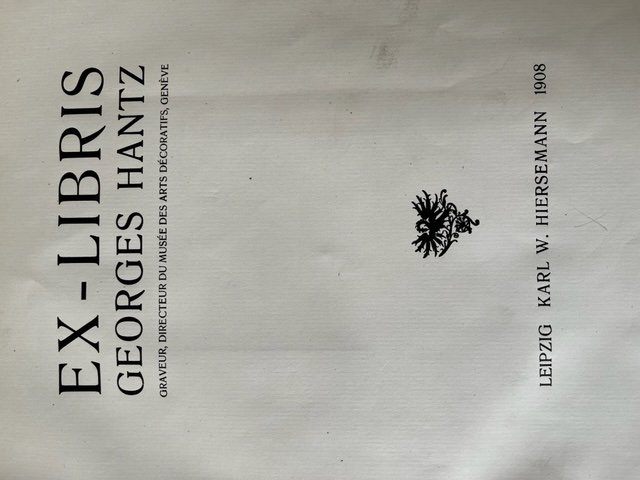 EX-LIBRIS
GEORGES HANTZ
GRAVEUR, DIRECTEUR DU MUSÉE DES ARTS DÉCORATIFS, GENÈVE
LEIPZIG KARL W. HIERSEMANN 1908